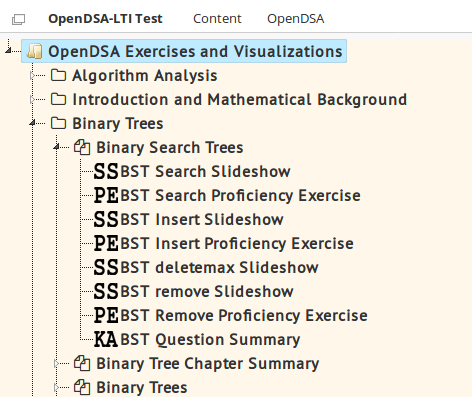 OpenDSA-LTI Test Content OpenDSA
OpenDSA Exercises and Visualizations
Algorithm Analysis
Introduction and Mathematical Background
Binary Trees
Binary Search Trees
SS BST Search Slideshow
PE BST Search Proficiency Exercise
SS BST Insert Slideshow
PE BST Insert Proficiency Exercise
SS BST deletemax Slideshow
SS BST remove Slideshow
PE BST Remove Proficiency Exercise
KA BST Question Summary
Binary Tree Chapter Summary
Binary Trees